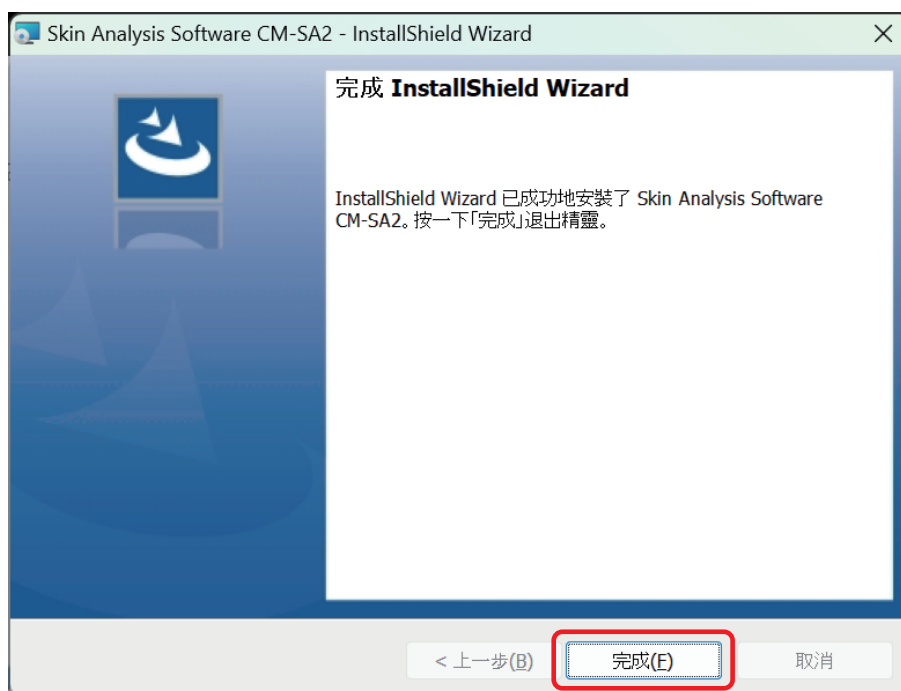 Skin Analysis Software CM-SA2 - InstallShield Wizard
完成 InstallShield Wizard
InstallShield Wizard 已成功地安裝了 Skin Analysis Software
CM-SA2。按一下「完成」退出精靈。
< 上一步(B) 完成(F) 取消